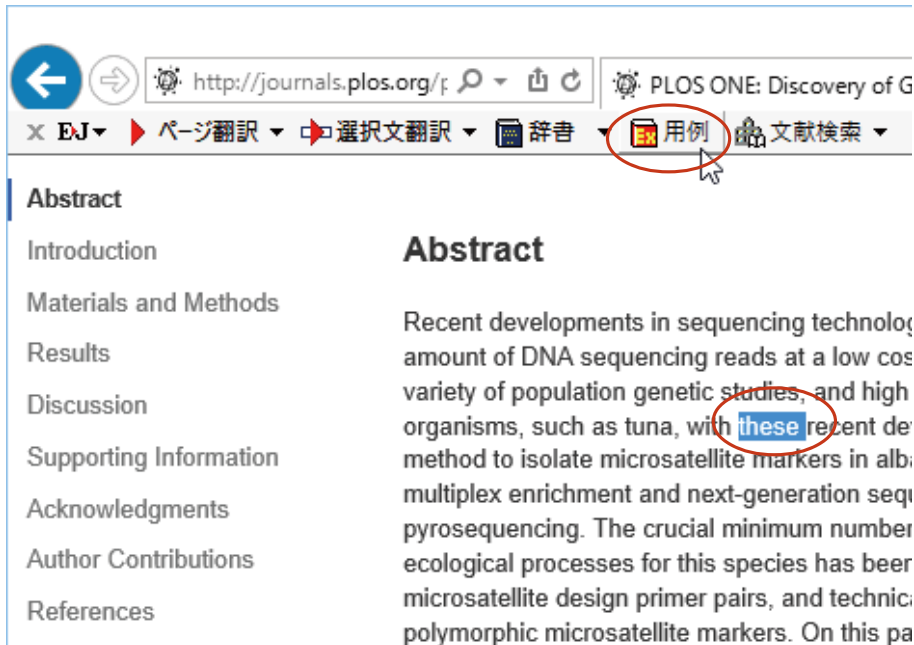 http://journals.plos.org/p
PLOS ONE: Discovery of G
x EJ ページ翻訳 選択文翻訳 辞書 EX 用例 文献検索
Abstract
Introduction
Materials and Methods
Results
Discussion
Supporting Information
Acknowledgments
Author Contributions
References
Abstract
Recent developments in sequencing technolog
amount of DNA sequencing reads at a low cos
variety of population genetic studies, and high
organisms, such as tuna, with these recent de
method to isolate microsatellite markers in alba
multiplex enrichment and next-generation sequ
pyrosequencing. The crucial minimum number
ecological processes for this species has been
microsatellite design primer pairs, and technica
polymorphic microsatellite markers. On this pa